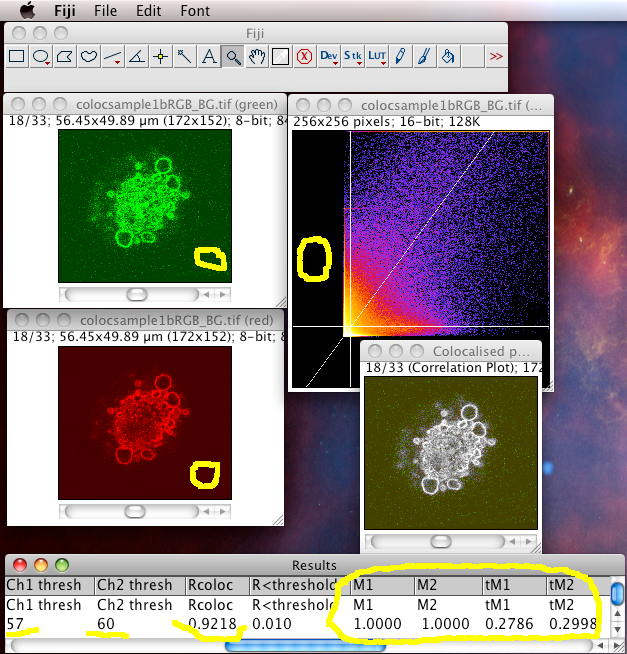 Fiji File Edit Font
Fiji
A Dev Stk LUT >>
colocsample1bRGB_BG.tif (green)
18/33; 56.45x49.89 µm (172x152); 8-bit; 84
colocsample1bRGB_BG.tif (...
256x256 pixels; 16-bit; 128K
colocsample1bRGB_BG.tif (red)
18/33; 56.45x49.89 µm (172x152); 8-bit; 8
Colocalised p...
18/33 (Correlation Plot); 172
Results
Ch1 thresh Ch2 thresh Rcoloc R<threshold M1 M2 tM1 tM2
Ch1 thresh Ch2 thresh Rcoloc R<threshold M1 M2 tM1 tM2
57 60 0.9218 0.010 1.0000 1.0000 0.2786 0.2998